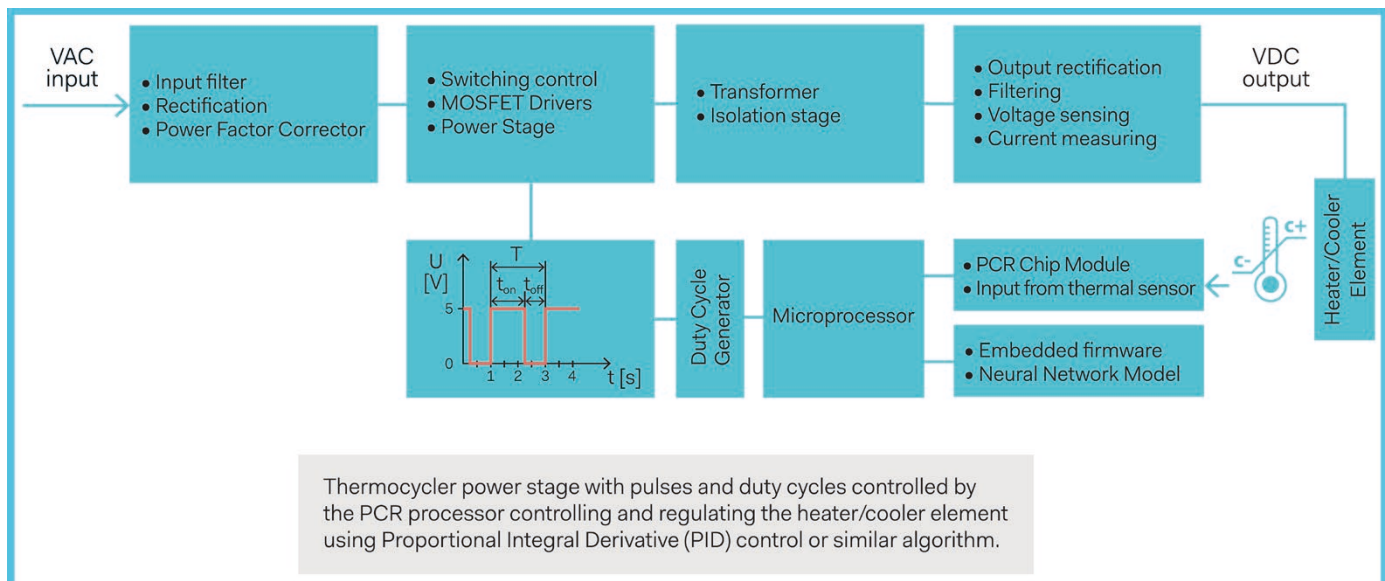 VAC
input
• Input filter
• Rectification
• Power Factor Corrector
• Switching control
• MOSFET Drivers
• Power Stage
• Transformer
• Isolation stage
• Output rectification
• Filtering
• Voltage sensing
• Current measuring
VDC
output
Heater/Cooler
Element
c+
c-
• PCR Chip Module
• Input from thermal sensor
• Embedded firmware
• Neural Network Model
Microprocessor
Duty Cycle
Generator
U
[V]
T
ton toff
5
0
1 2 3 4
t [s]
Thermocycler power stage with pulses and duty cycles controlled by
the PCR processor controlling and regulating the heater/cooler element
using Proportional Integral Derivative (PID) control or similar algorithm.